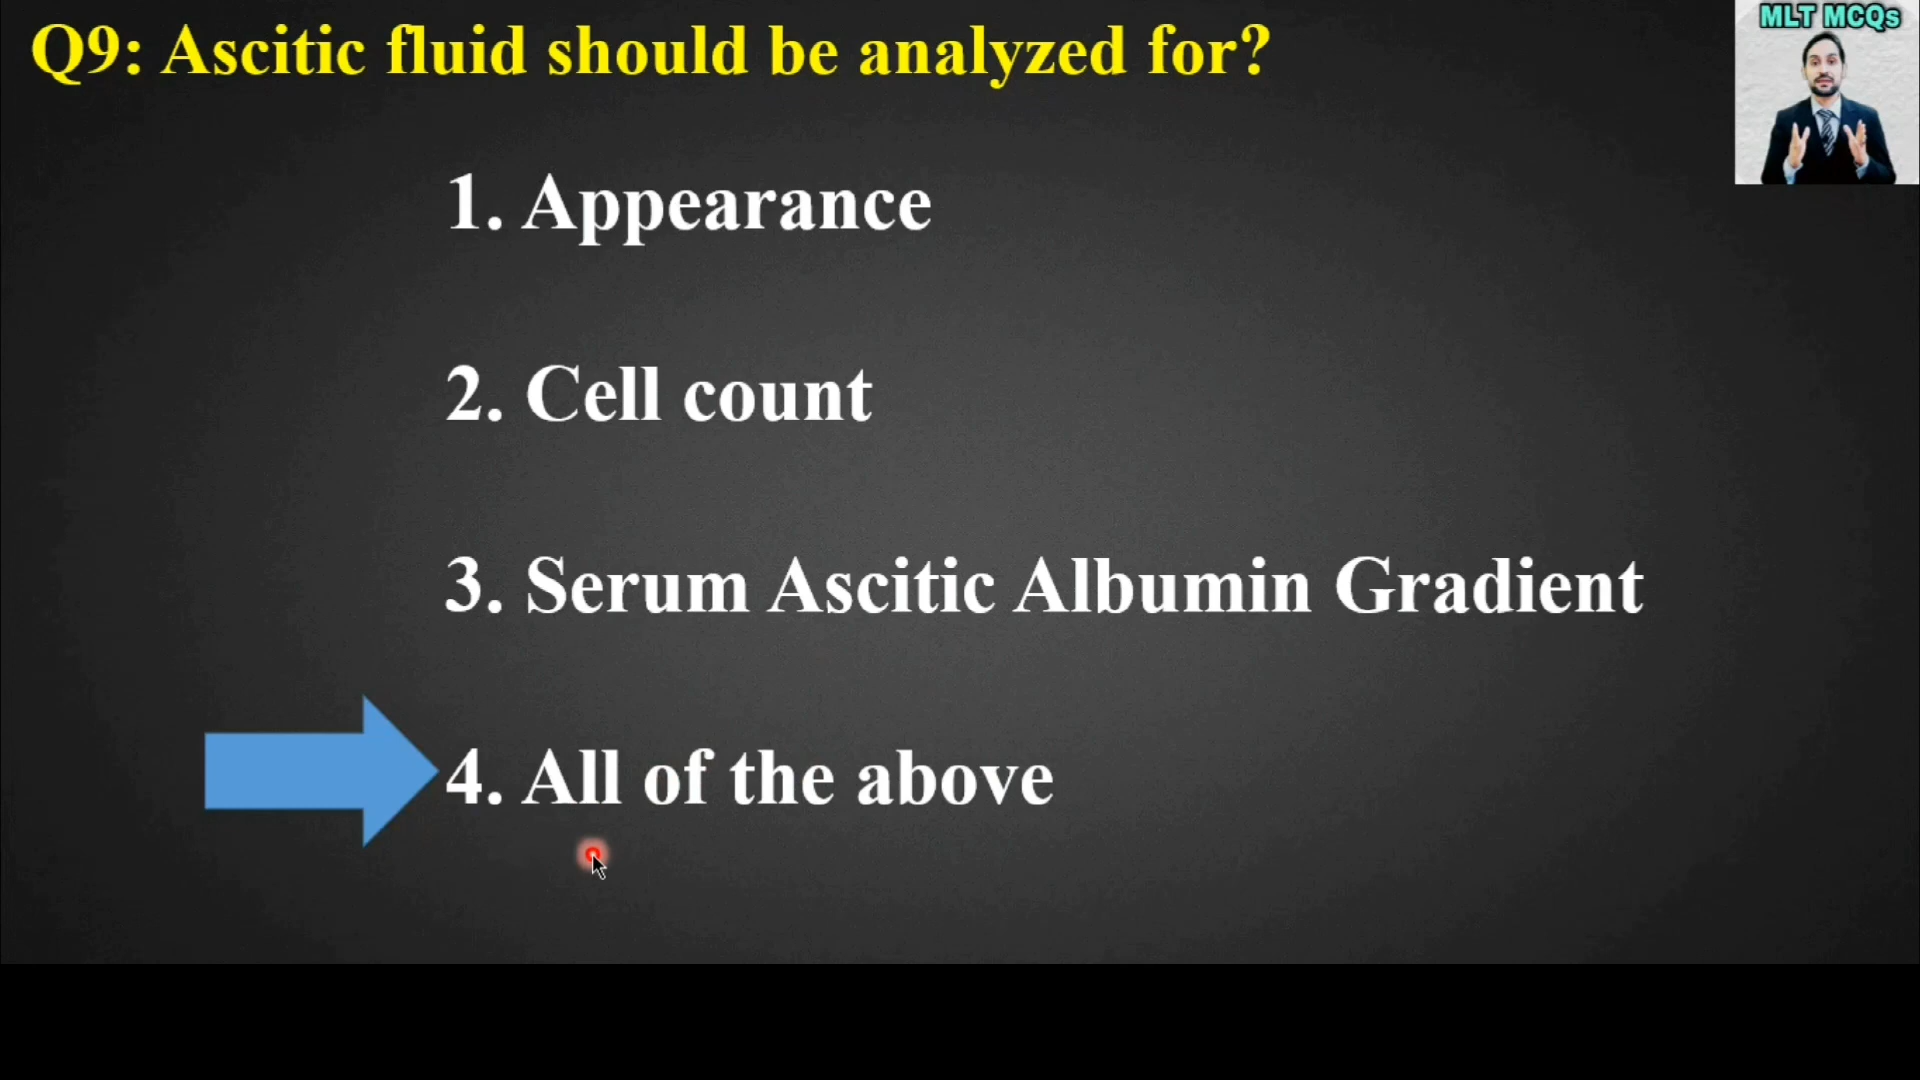 Q9: Ascitic fluid should be analyzed for?
MLT MCQs
1. Appearance
2. Cell count
3. Serum Ascitic Albumin Gradient
4. All of the above